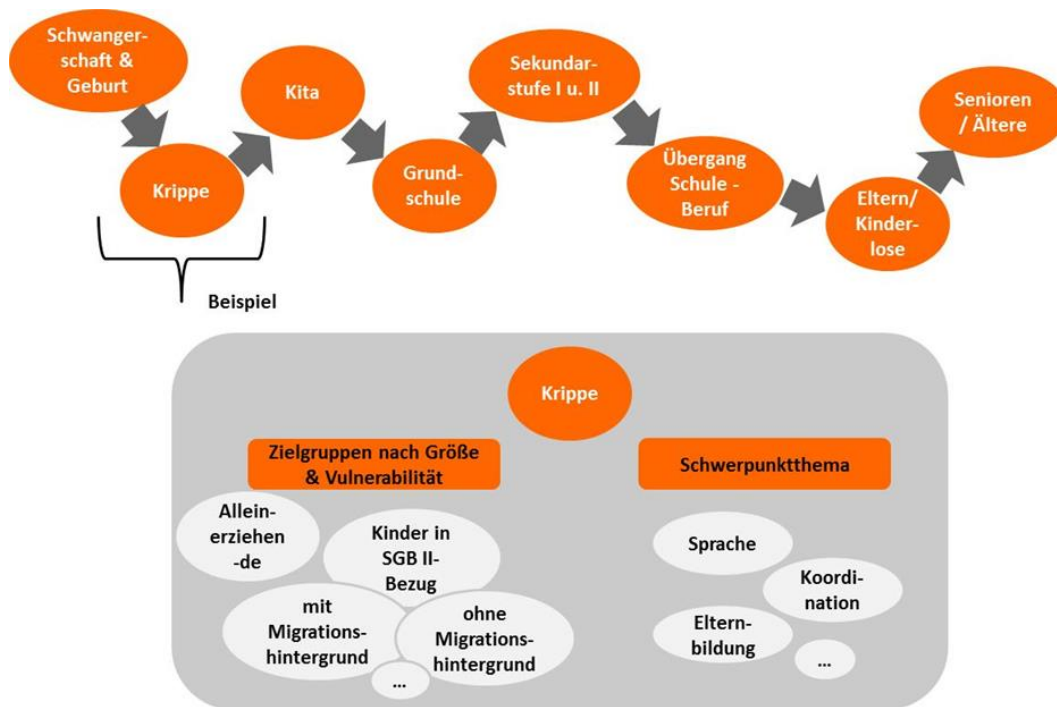 Schwanger-
schaft &
Geburt
Krippe
Kita
Grund-
schule
Sekundar-
stufe I u. II
Übergang
Schule -
Beruf
Eltern/
Kinder-
lose
Senioren
/ Ältere
Beispiel
Krippe
Zielgruppen nach Größe
& Vulnerabilität
Allein-
erziehen
-de
Kinder in
SGB II-
Bezug
mit
Migrations-
hintergrund
ohne
Migrations-
hintergrund
...
Schwerpunktthema
Sprache
Koordi-
nation
Eltern-
bildung
...